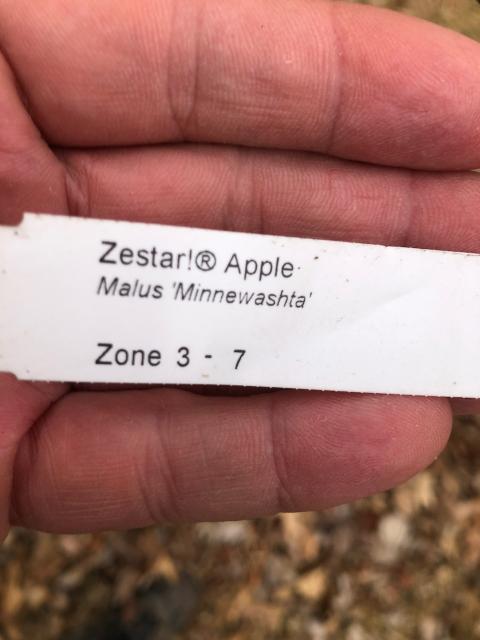 Zestar!® Apple
Malus 'Minnewashta'
Zone 3 - 7